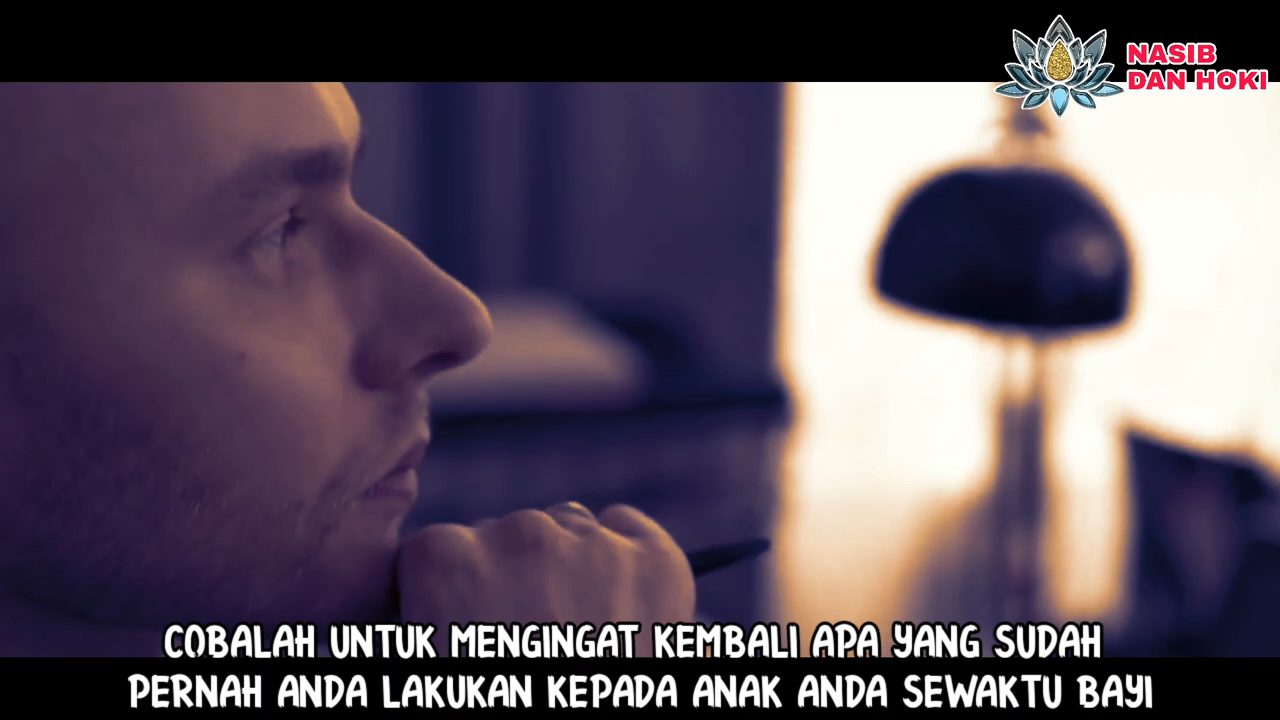 NASIB
DAN HOKI
COBALAH UNTUK MENGINGAT KEMBALI APA YANG SUDAH
PERNAH ANDA LAKUKAN KEPADA ANAK ANDA SEWAKTU BAYI